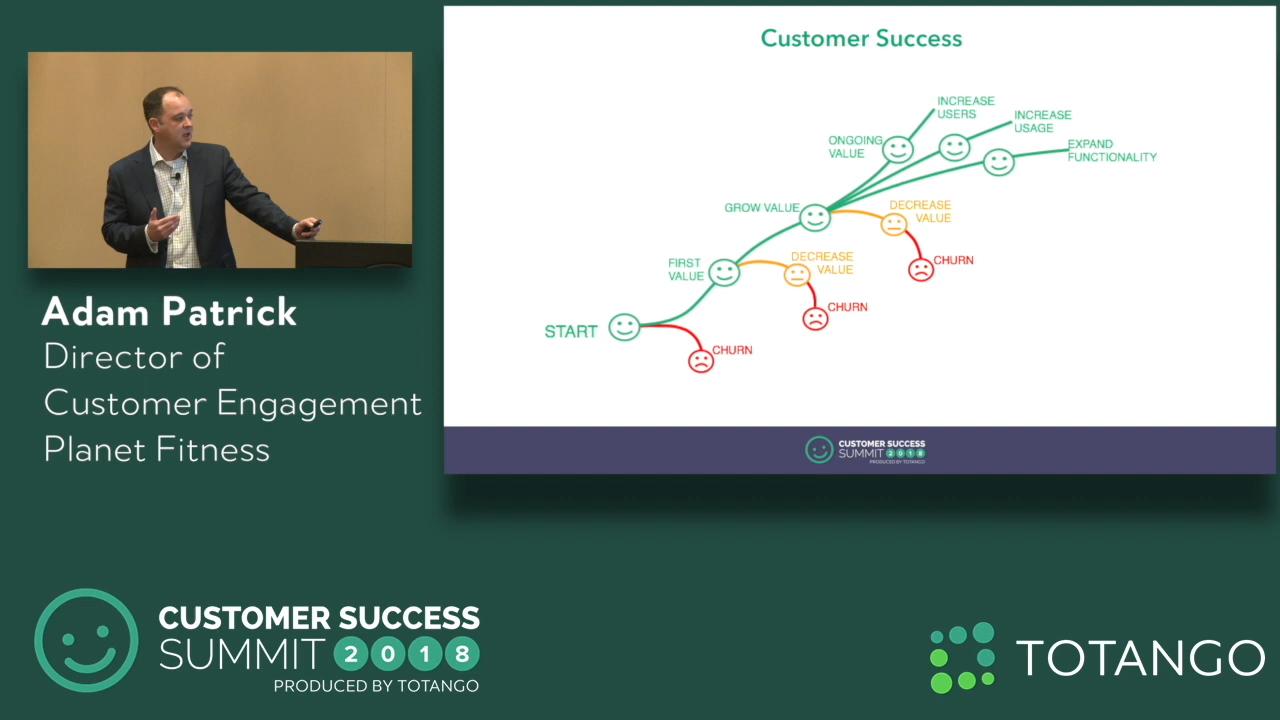 Customer Success
INCREASE
USERS
INCREASE
USAGE
ONGOING
VALUE
EXPAND
FUNCTIONALITY
GROW VALUE
DECREASE
VALUE
FIRST
VALUE
DECREASE
VALUE
CHURN
CHURN
START
CHURN
CUSTOMER SUCCESS
SUMMIT 2018
PRODUCED BY TOTANGO
Adam Patrick
Director of
Customer Engagement
Planet Fitness
CUSTOMER SUCCESS
SUMMIT 2018
PRODUCED BY TOTANGO
TOTANGO